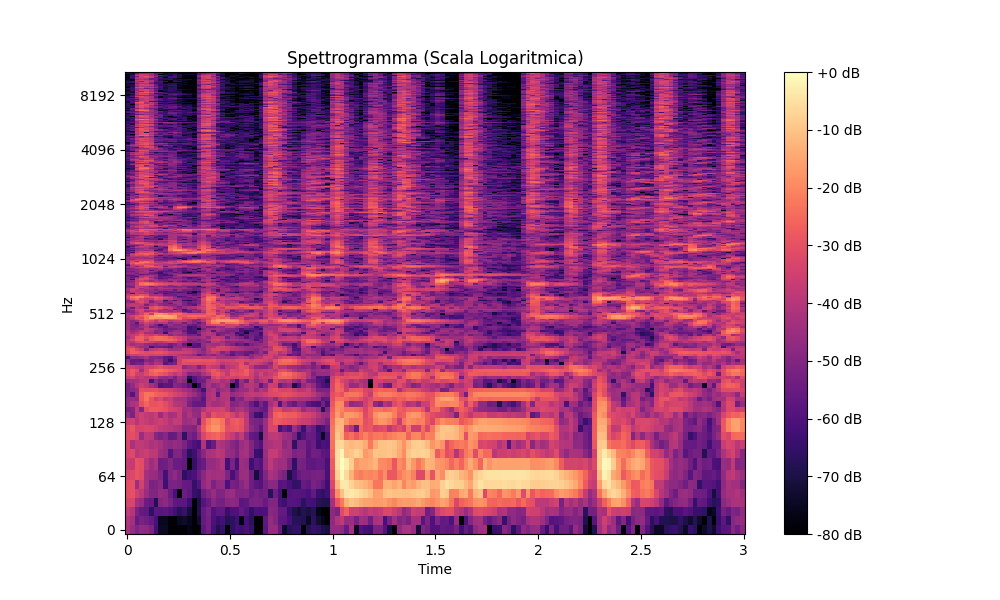 Spettrogramma (Scala Logaritmica)
Hz
8192
4096
2048
1024
512
256
128
64
0
0
0.5
1
1.5
2
2.5
3
Time
+0 dB
-10 dB
-20 dB
-30 dB
-40 dB
-50 dB
-60 dB
-70 dB
-80 dB